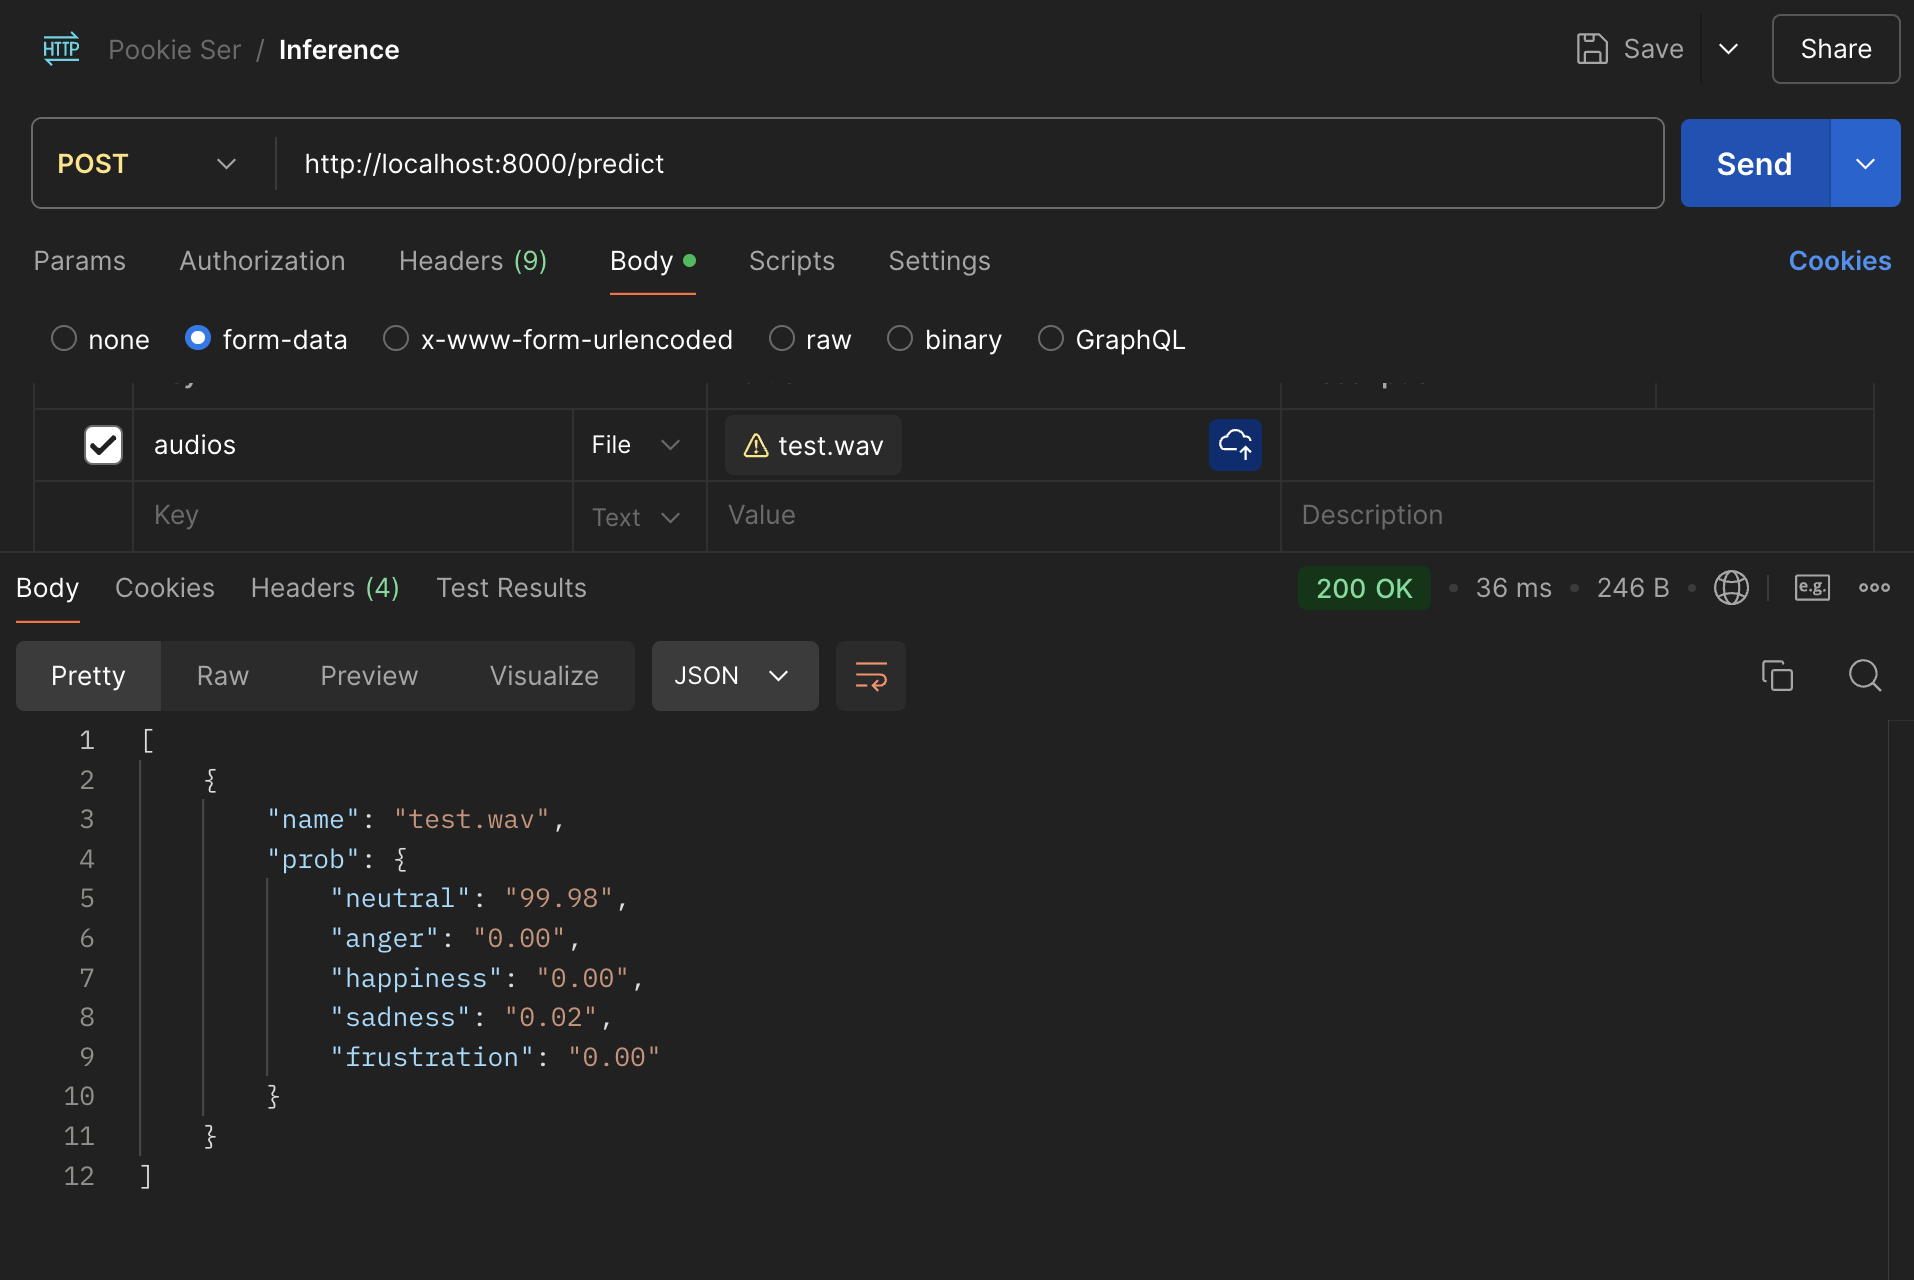 HTTP Pookie Ser / Inference Save Share
POST http://localhost:8000/predict Send
Params Authorization Headers (9) Body Scripts Settings Cookies
none form-data x-www-form-urlencoded raw binary GraphQL
audios File test.wav
Key Text Value Description
Body Cookies Headers (4) Test Results 200 OK • 36 ms • 246 B • e.g.
Pretty Raw Preview Visualize JSON
1 [
2 {
3 "name": "test.wav",
4 "prob": {
5 "neutral": "99.98",
6 "anger": "0.00",
7 "happiness": "0.00",
8 "sadness": "0.02",
9 "frustration": "0.00"
10 }
11 }
12 ]